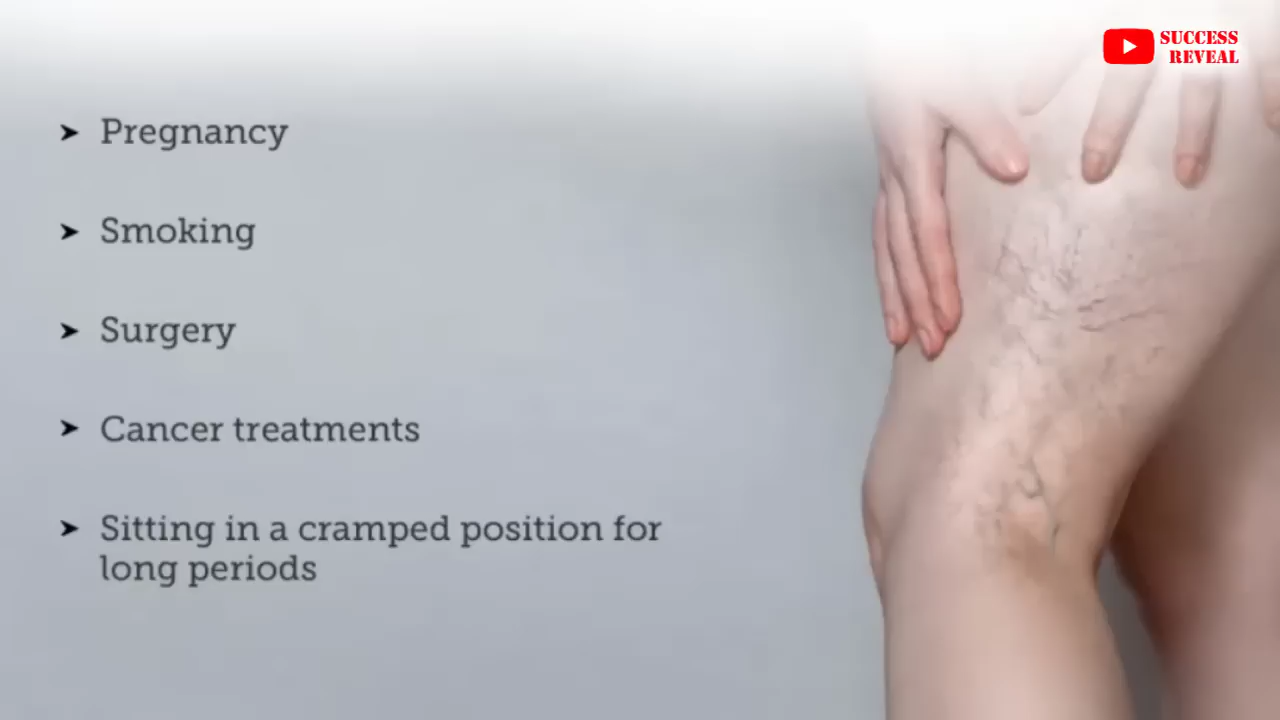 SUCCESS
REVEAL
Pregnancy
Smoking
Surgery
Cancer treatments
Sitting in a cramped position for
long periods